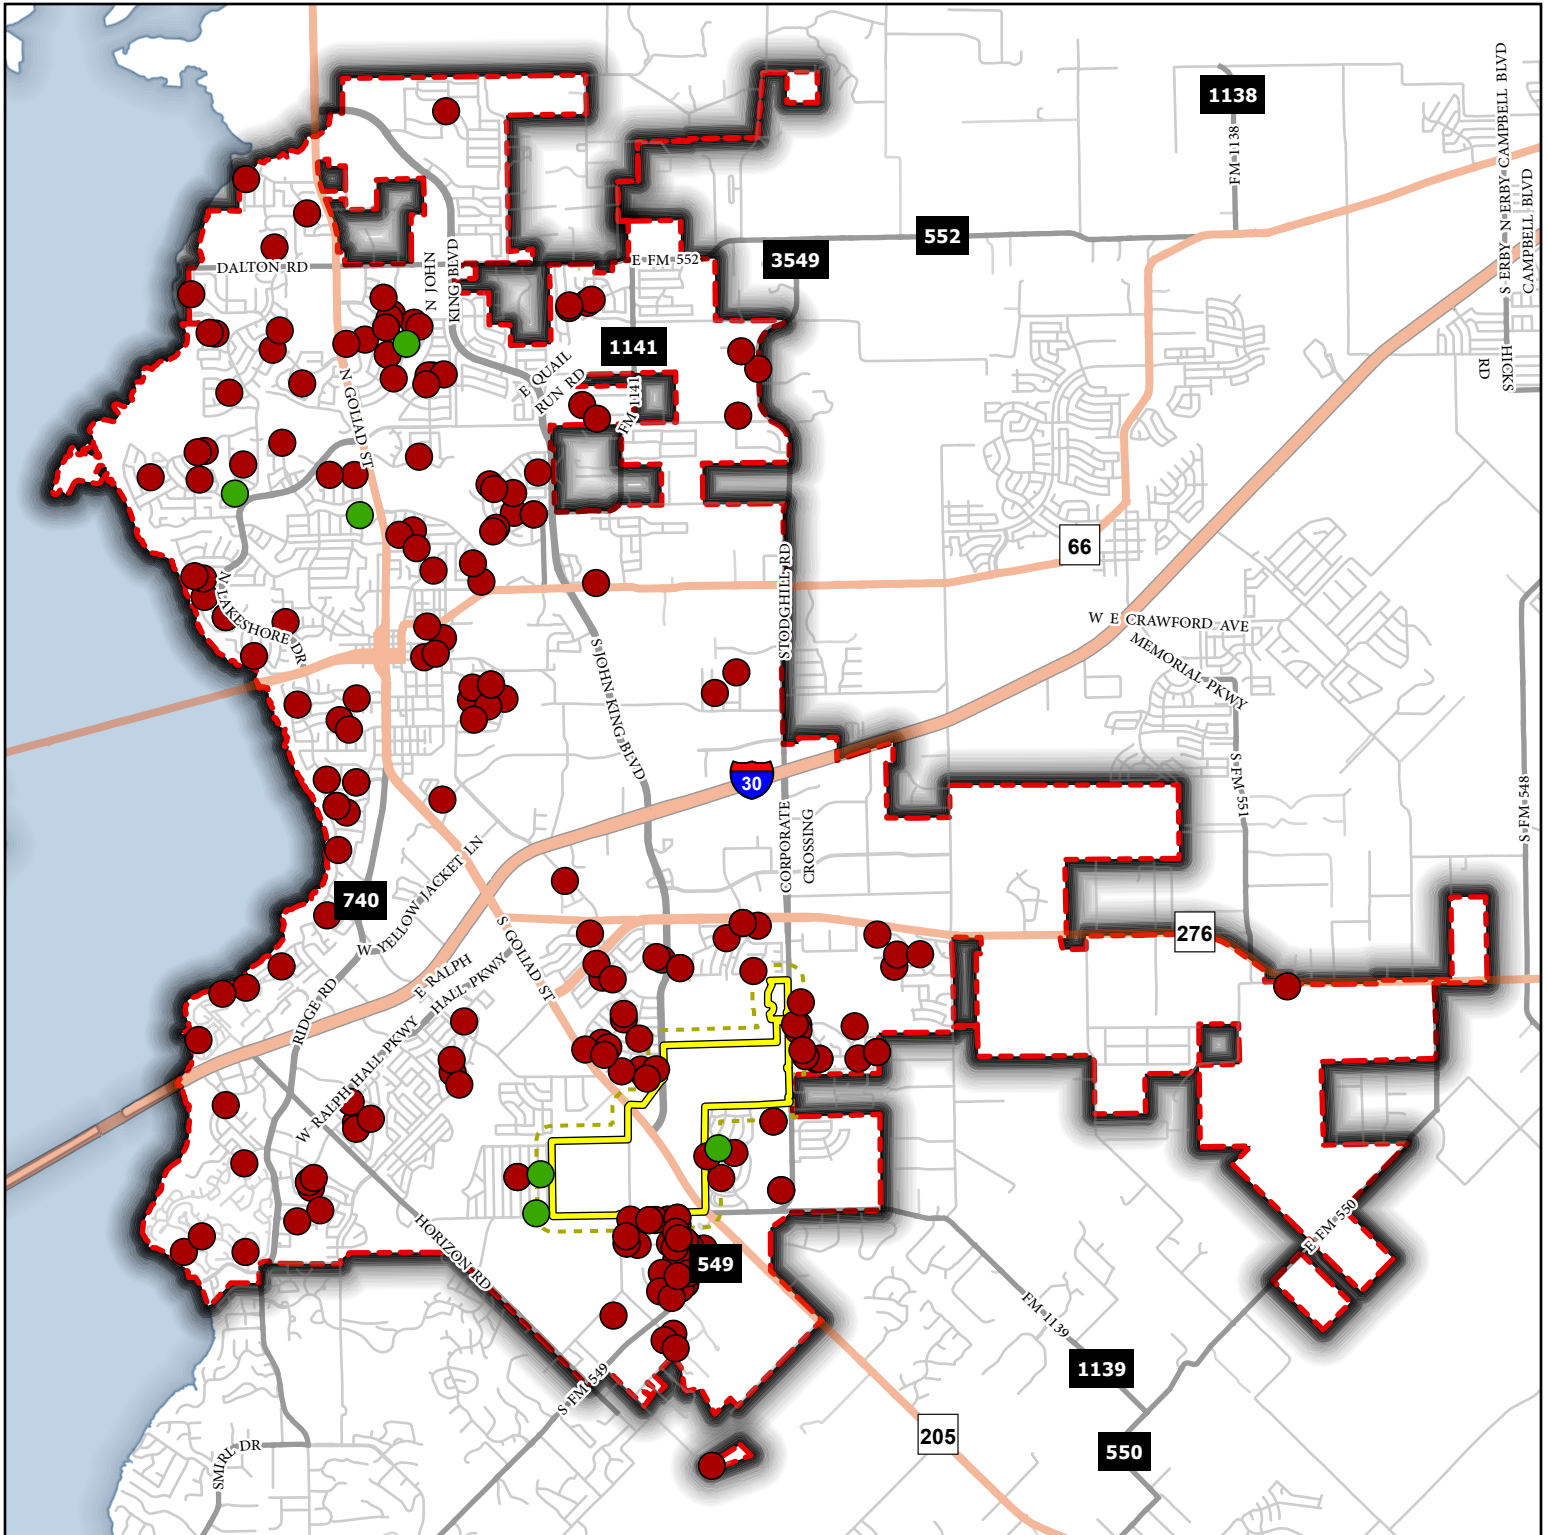 1138
FM 1138
S ERBY N ERBY CAMPBELL BLVD
CAMPBELL BLVD
552
3549
E FM 552
DALTON RD
N JOHN
KING BLVD
1141
HICKS
RD
E QUAIL
RUN RD
FM 1141
N GOLIAD ST
66
STODGHILL RD
N LAKESHORE DR
W E CRAWFORD AVE
MEMORIAL PKWY
S JOHN KING BLVD
30
S FM 551
S FM 548
CORPORATE
CROSSING
W YELLOW JACKET LN
740
276
S GOLIAD ST
E RALPH
HALL PKWY
RIDGE RD
W RALPH HALL PKWY
HORIZON RD
549
E FM 550
FM 1139
1139
S FM 549
205
550
SMIRL DR